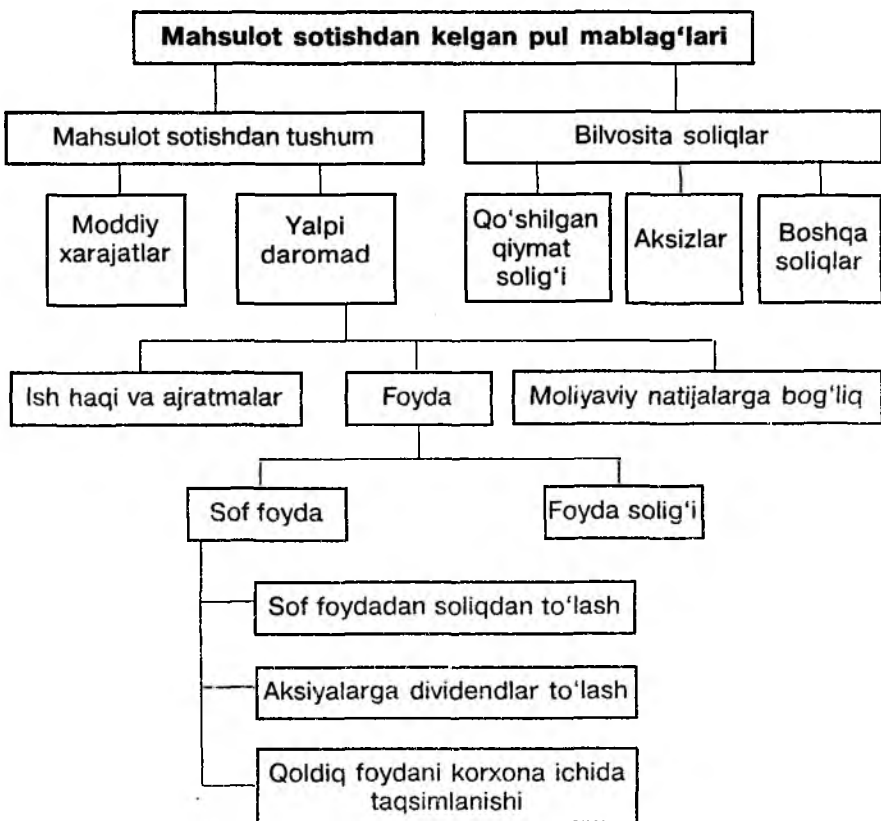 Mahsulot sotishdan kelgan pul mablag‘lari
Mahsulot sotishdan tushum
Bilvosita soliqlar
Moddiy
xarajatlar
Yalpi
daromad
Qo‘shilgan
qiymat
solig‘i
Aksizlar
Boshqa
soliqlar
Ish haqi va ajratmalar
Foyda
Moliyaviy natijalarga bog‘liq
Sof foyda
Foyda solig‘i
Sof foydadan soliqdan to‘lash
Aksiyalarga dividendlar to‘lash
Qoldiq foydani korxona ichida
taqsimlanishi